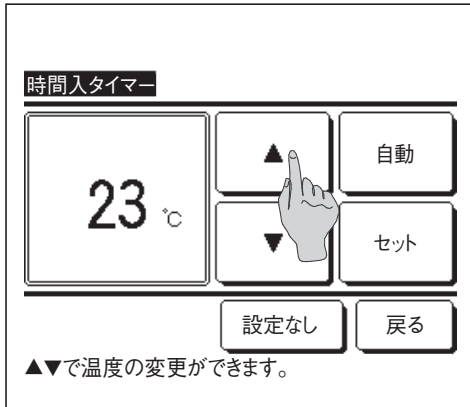 時間入タイマー
23 ℃
▲
自動
▼
セット
設定なし
戻る
▲▼で温度の変更ができます。